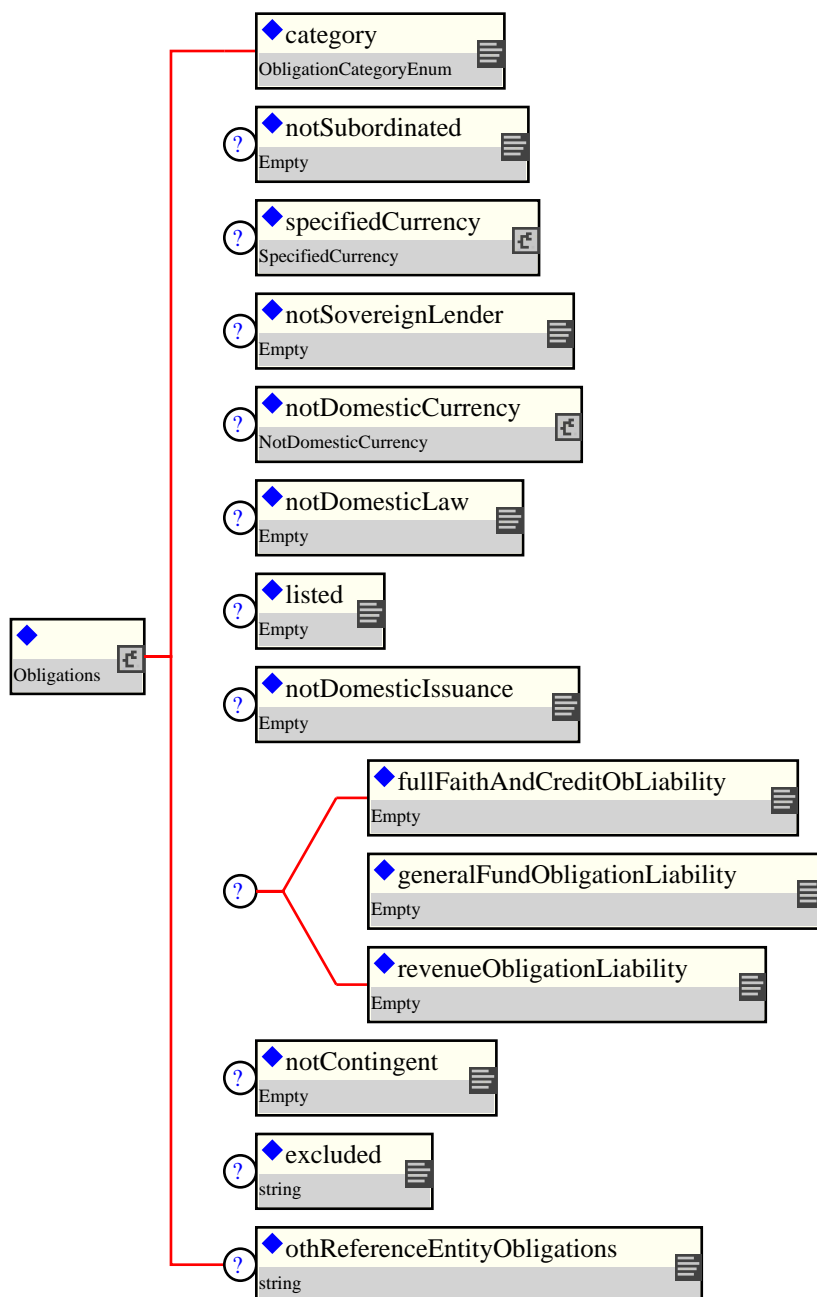 category
ObligationCategoryEnum
?
notSubordinated
Empty
?
specifiedCurrency
SpecifiedCurrency
?
notSovereignLender
Empty
?
notDomesticCurrency
NotDomesticCurrency
?
notDomesticLaw
Empty
?
listed
Empty
Obligations
?
notDomesticIssuance
Empty
fullFaithAndCreditObLiability
Empty
?
generalFundObligationLiability
Empty
revenueObligationLiability
Empty
?
notContingent
Empty
?
excluded
string
?
othReferenceEntityObligations
string